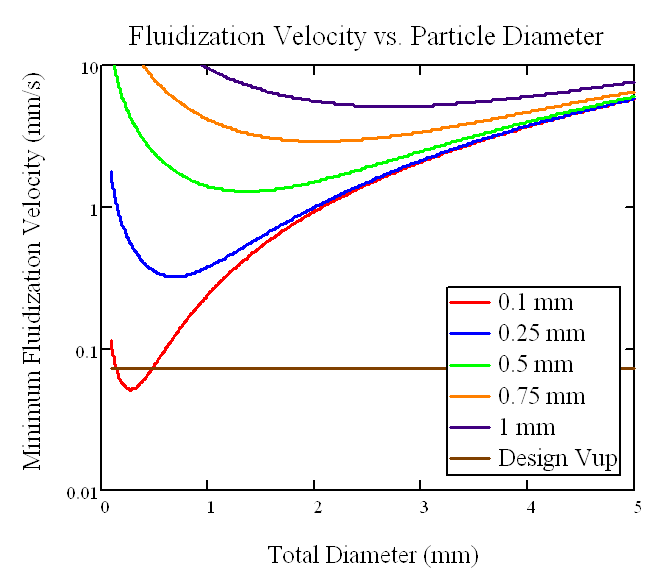 Fluidization Velocity vs. Particle Diameter
Minimum Fluidization Velocity (mm/s)
10
1
0.1
0.01
0.1 mm
0.25 mm
0.5 mm
0.75 mm
1 mm
Design Vup
0 1 2 3 4 5
Total Diameter (mm)